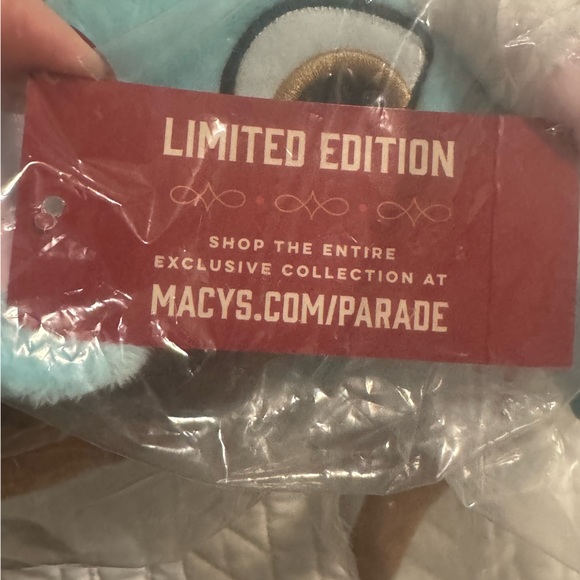 LIMITED EDITION
SHOP THE ENTIRE
EXCLUSIVE COLLECTION AT
MACYS.COM/PARADE